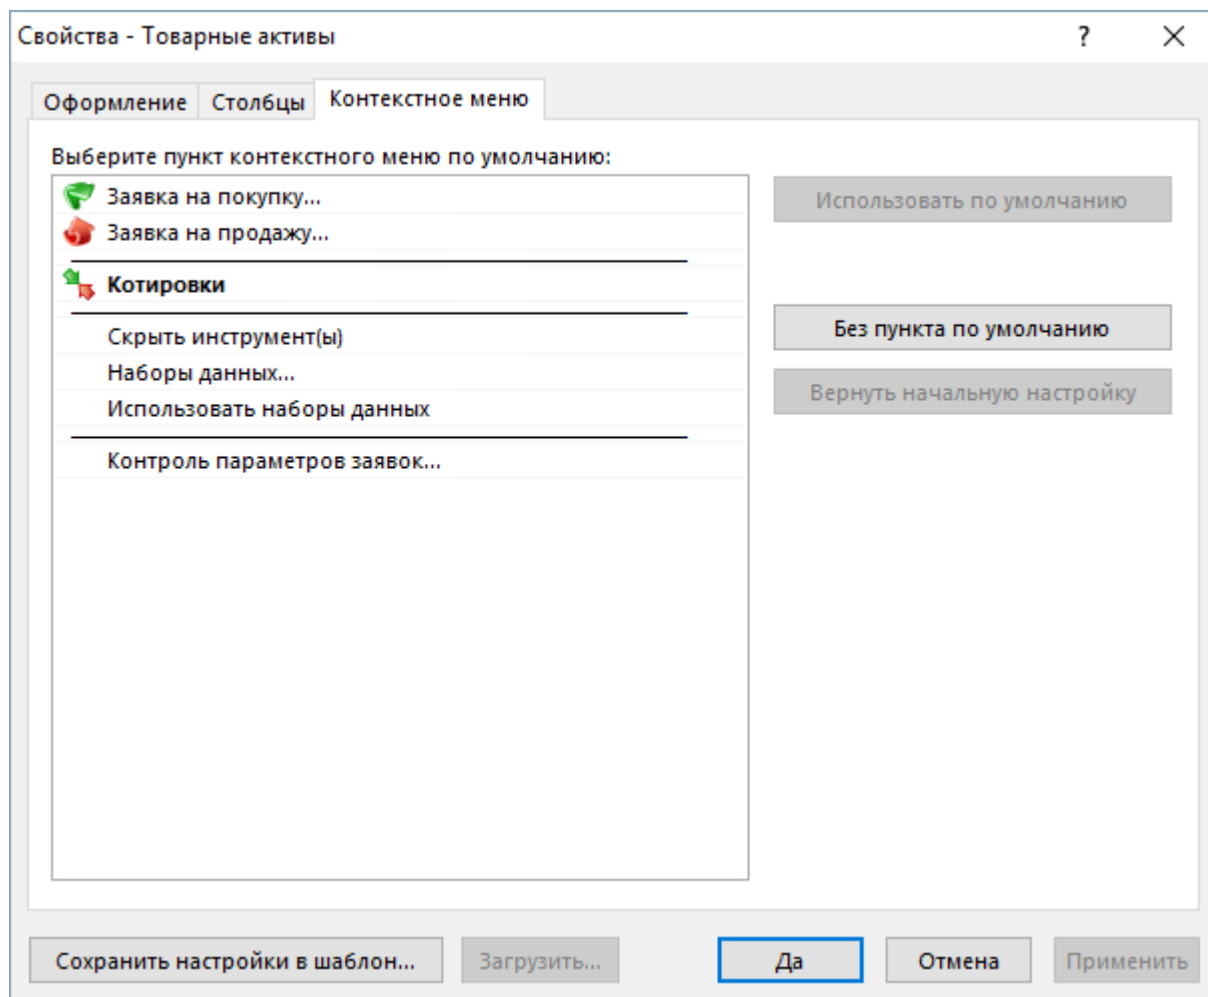 Свойства - Товарные активы
?
Оформление
Столбцы
Контекстное меню
Выберите пункт контекстного меню по умолчанию:
Заявка на покупку...
Использовать по умолчанию
Заявка на продажу...
Котировки
Без пункта по умолчанию
Скрыть инструмент(ы)
Наборы данных...
Вернуть начальную настройку
Использовать наборы данных
Контроль параметров заявок...
Сохранить настройки в шаблон...
Загрузить...
Да
Отмена
Применить